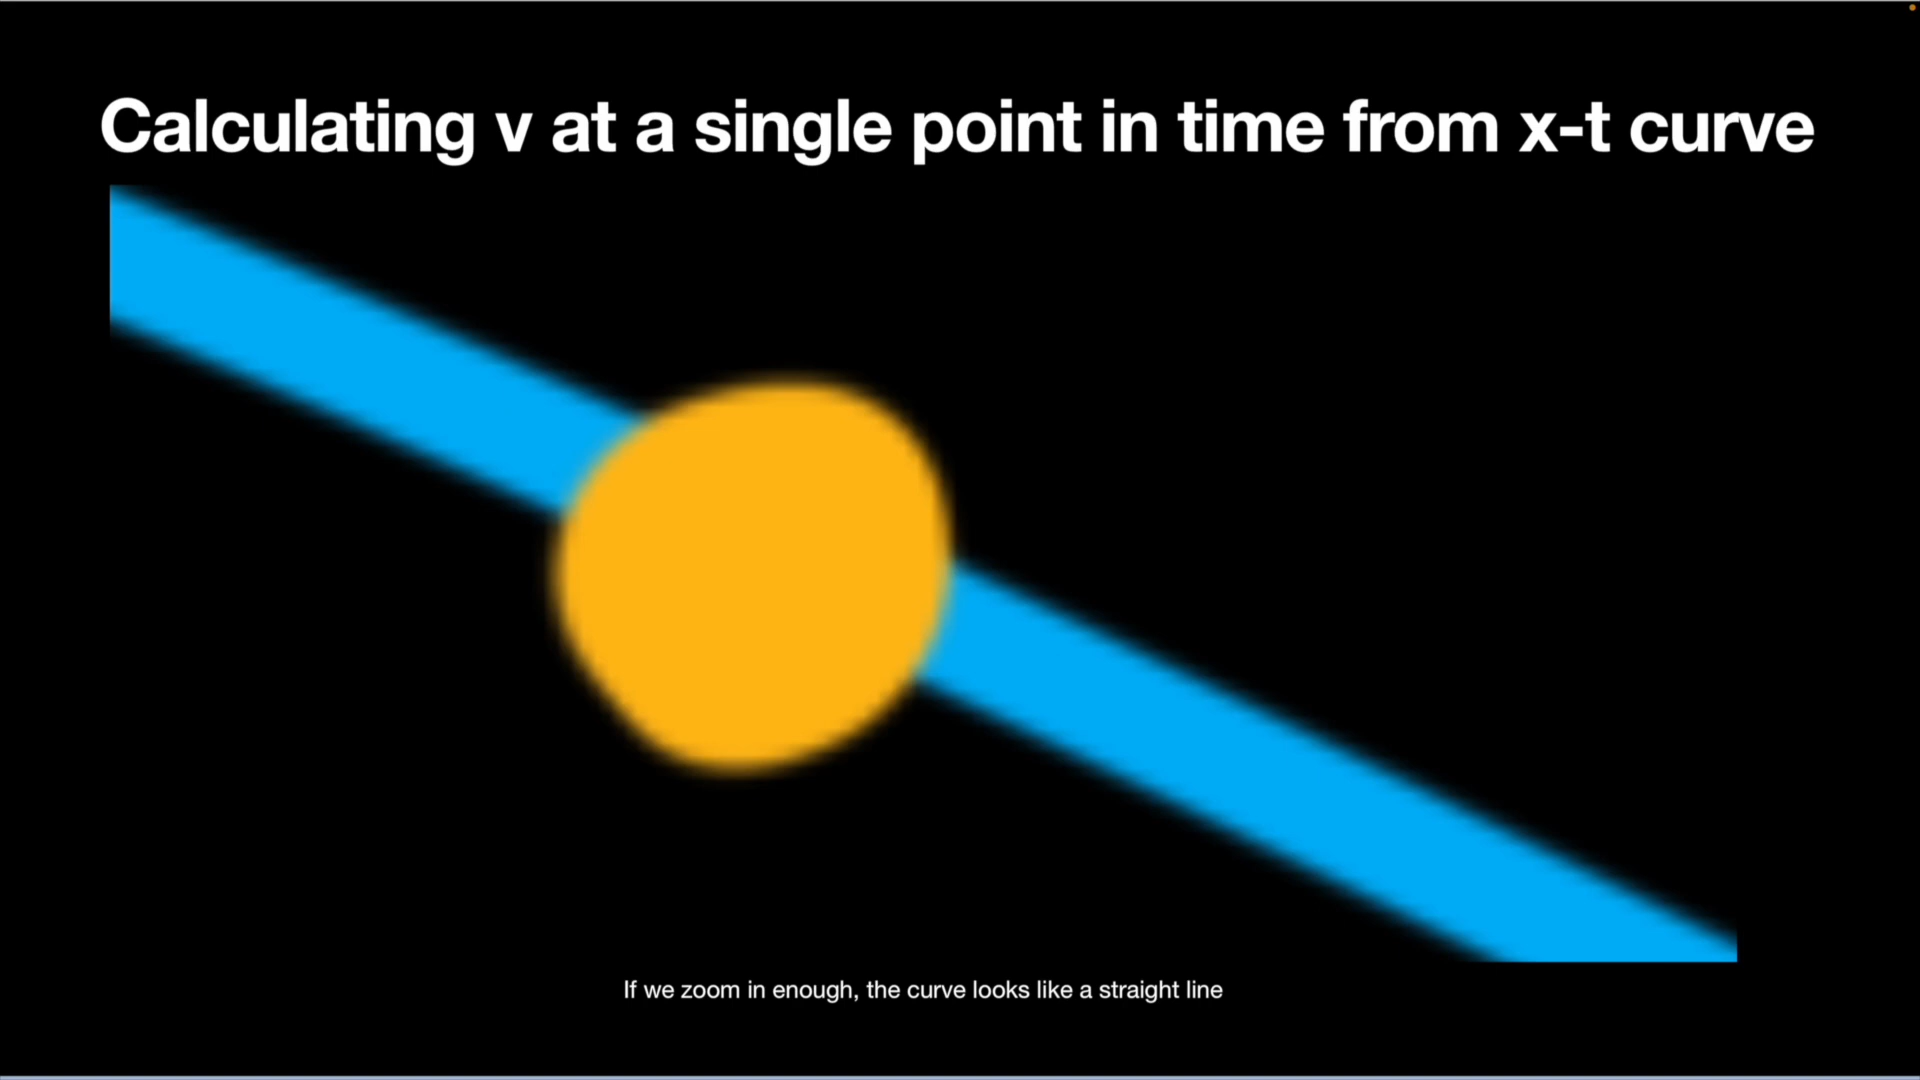 Calculating v at a single point in time from x-t curve
If we zoom in enough, the curve looks like a straight line